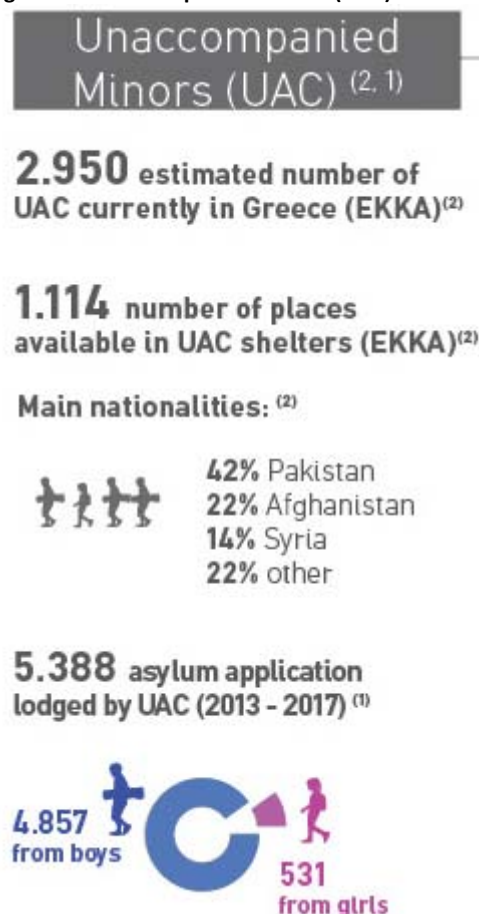 Unaccompanied
Minors (UAC) (2, 1)
2.950 estimated number of
UAC currently in Greece (EKKA)(2)
1.114 number of places
available in UAC shelters (EKKA)(2)
Main nationalities: (2)
42% Pakistan
22% Afghanistan
14% Syria
22% other
5.388 asylum application
lodged by UAC (2013 - 2017) (1)
4.857
from boys
531
from girls